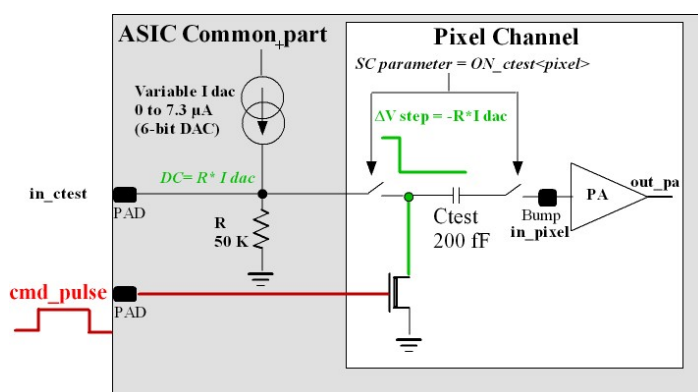 ASIC Common part
Pixel Channel
SC parameter = ON_ctest<pixel>
Variable I dac
0 to 7.3 µA
(6-bit DAC)
ΔV step = -R*I dac
DC= R* I dac
in_ctest
PAD
R
50 K
Ctest
200 fF
Bump
in_pixel
PA
out_pa
cmd_pulse
PAD